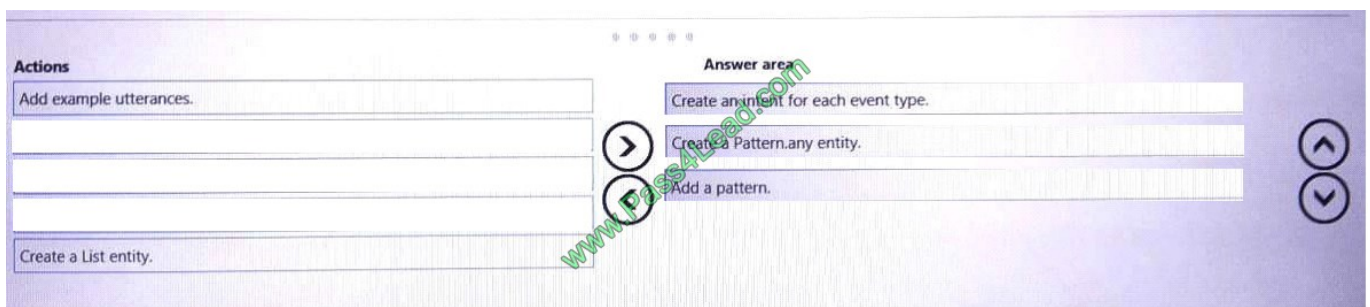 Actions
Add example utterances.
Create a List entity.
Answer area
Create an intent for each event type.
Create a Pattern.any entity.
Add a pattern.
www.Pass4Lead.com